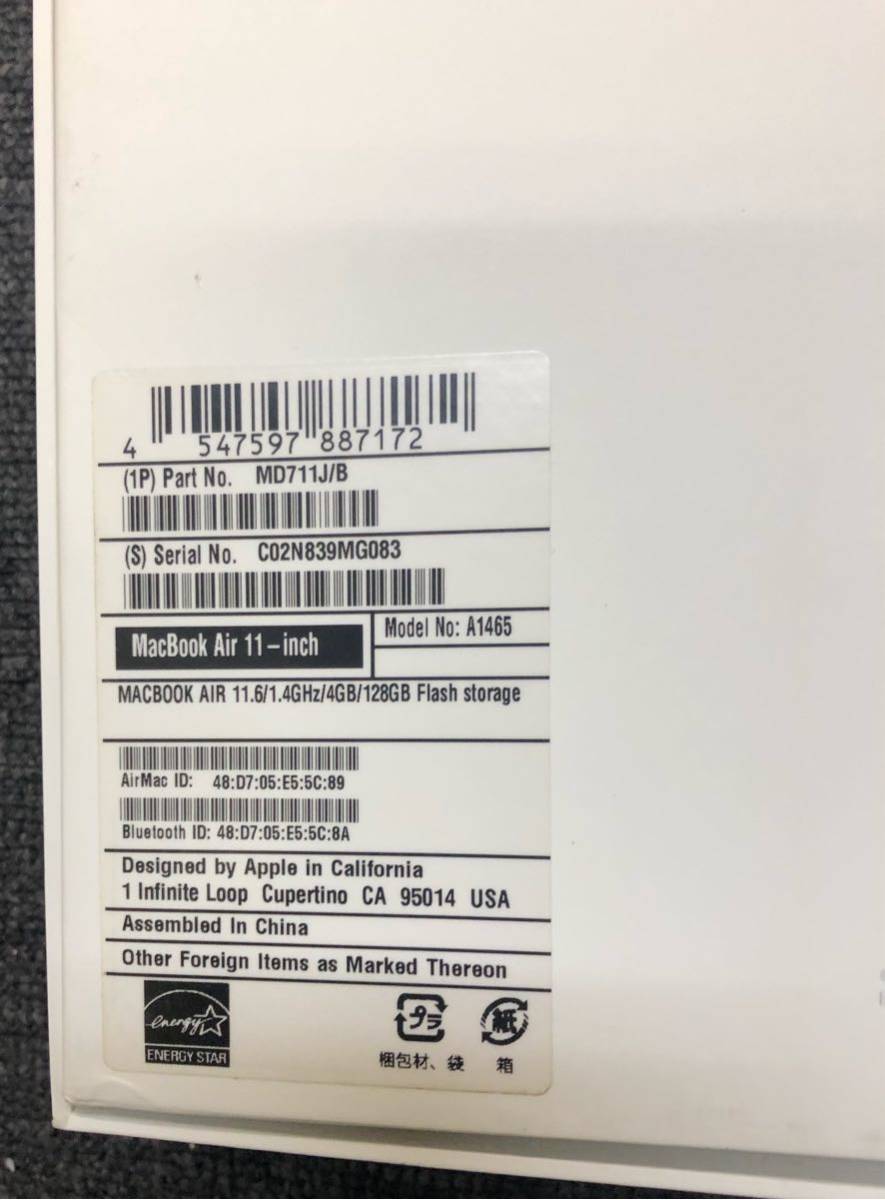 4 547597 887172
(1P) Part No. MD711J/B
(S) Serial No. C02N839MG083
MacBook Air 11-inch
Model No: A1465
MACBOOK AIR 11.6/1.4GHz/4GB/128GB Flash storage
AirMac ID: 48:D7:05:E5:5C:89
Bluetooth ID: 48:D7:05:E5:5C:8A
Designed by Apple in California
1 Infinite Loop Cupertino CA 95014 USA
Assembled In China
Other Foreign Items as Marked Thereon
energy
ENERGY STAR
プラ
紙
梱包材、袋
箱